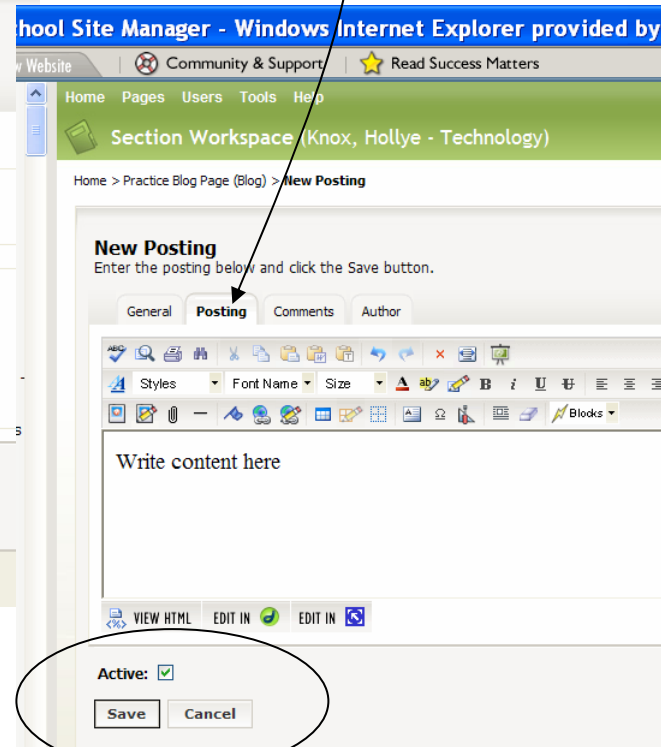 hool Site Manager - Windows Internet Explorer provided by
w Website Community & Support Read Success Matters
Home Pages Users Tools Help
Section Workspace (Knox, Hollye - Technology)
Home > Practice Blog Page (Blog) > New Posting
New Posting
Enter the posting below and click the Save button.
General Posting Comments Author
ABC
Styles Font Name Size A ab B i U
Ω Blocks
s
Write content here
VIEW HTML EDIT IN EDIT IN
Active:
Save Cancel